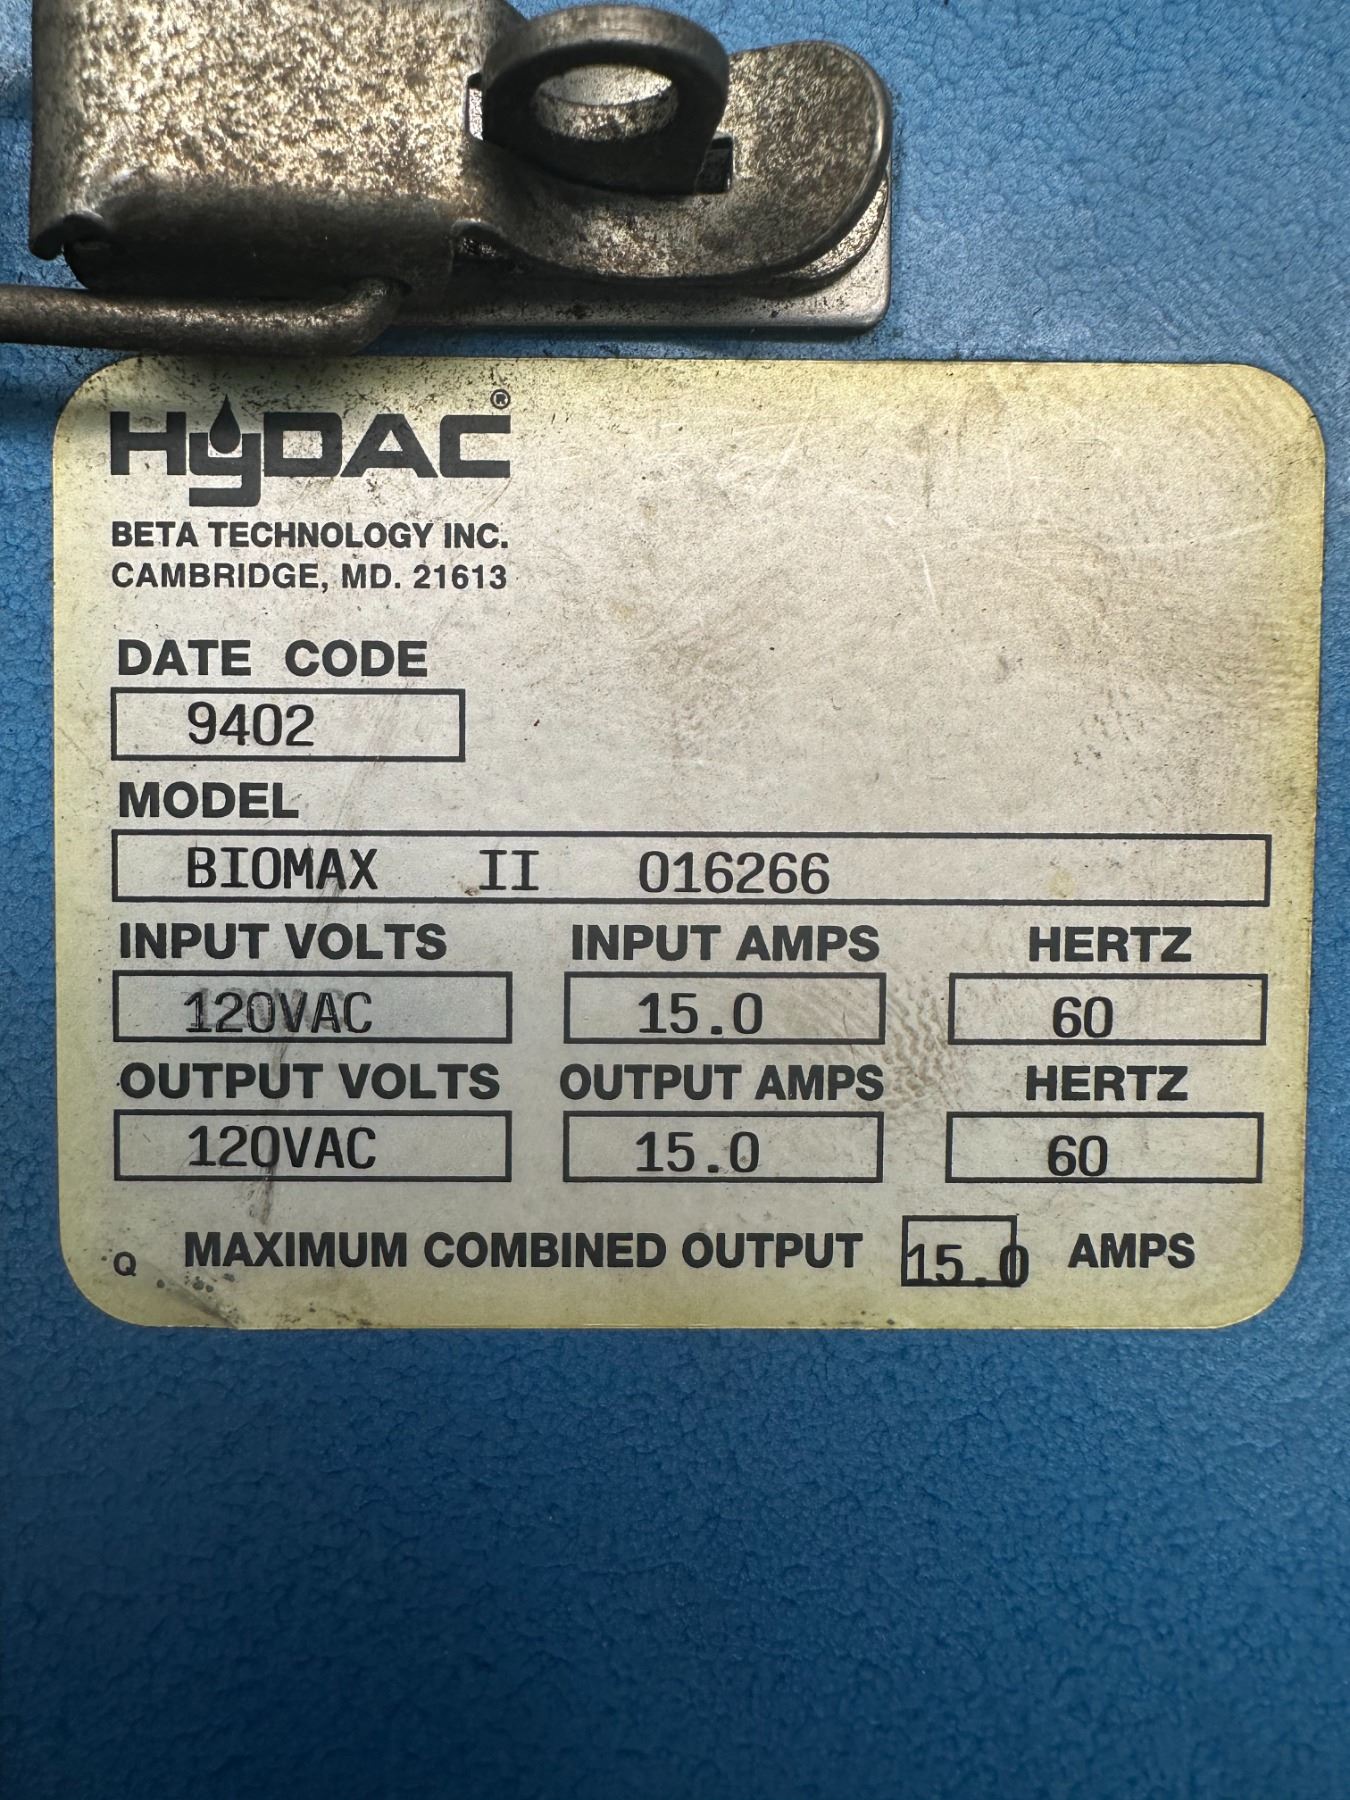 HyDAC®
BETA TECHNOLOGY INC.
CAMBRIDGE, MD. 21613
DATE CODE
9402
MODEL
BIOMAX II 016266
INPUT VOLTS INPUT AMPS HERTZ
120VAC 15.0 60
OUTPUT VOLTS OUTPUT AMPS HERTZ
120VAC 15.0 60
Q MAXIMUM COMBINED OUTPUT 15.0 AMPS